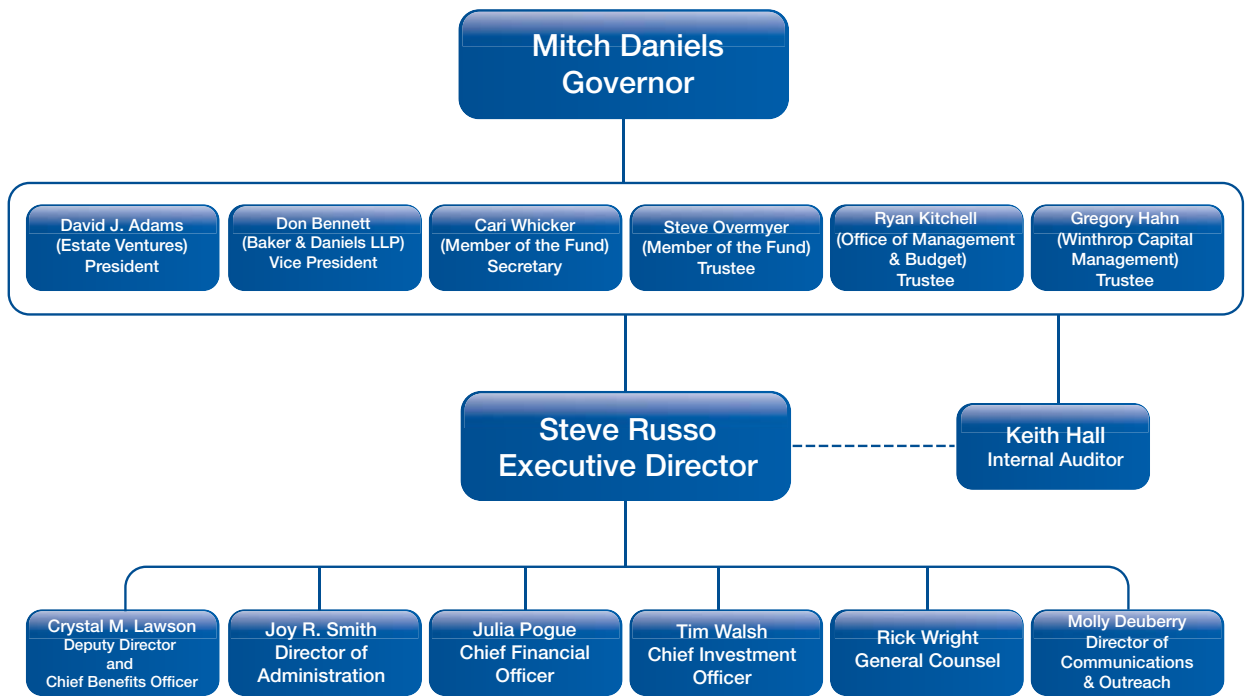 Mitch Daniels
Governor
David J. Adams
(Estate Ventures)
President
Don Bennett
(Baker & Daniels LLP)
Vice President
Cari Whicker
(Member of the Fund)
Secretary
Steve Overmyer
(Member of the Fund)
Trustee
Ryan Kitchell
(Office of Management
& Budget)
Trustee
Gregory Hahn
(Winthrop Capital
Management)
Trustee
Steve Russo
Executive Director
Keith Hall
Internal Auditor
Crystal M. Lawson
Deputy Director
and
Chief Benefits Officer
Joy R. Smith
Director of
Administration
Julia Pogue
Chief Financial
Officer
Tim Walsh
Chief Investment
Officer
Rick Wright
General Counsel
Molly Deuberry
Director of
Communications
& Outreach